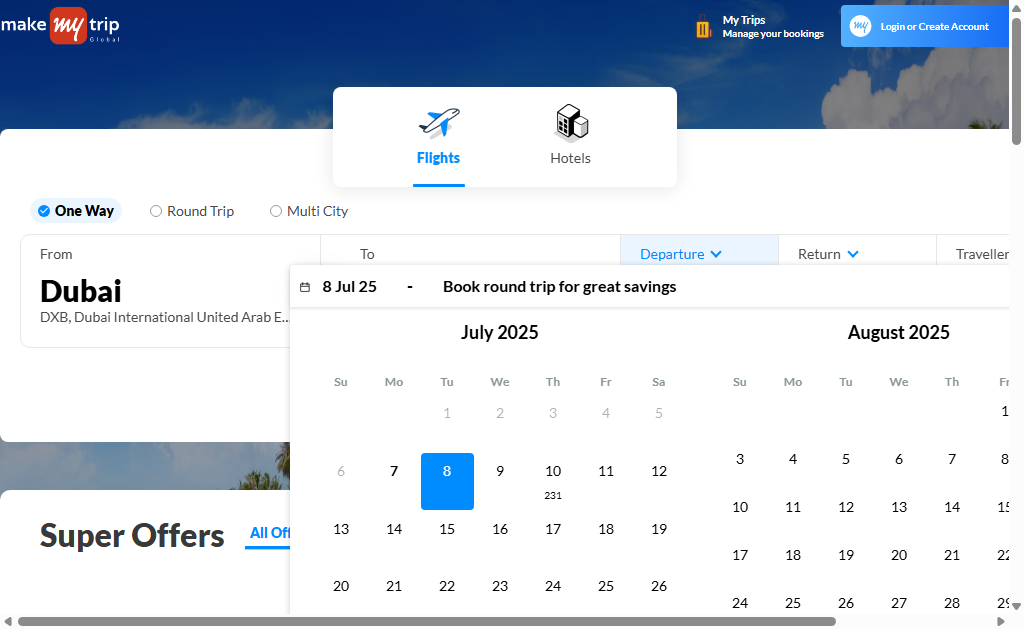 make my trip
Global
My Trips
Manage your bookings
my
Login or Create Account
Flights
Hotels
One Way
Round Trip
Multi City
From
To
Departure
Return
Traveller
Dubai
DXB, Dubai International United Arab E...
8 Jul 25 - Book round trip for great savings
July 2025
August 2025
Su Mo Tu We Th Fr Sa
1 2 3 4 5
6 7 8 9 10 11 12
231
13 14 15 16 17 18 19
20 21 22 23 24 25 26
Su Mo Tu We Th Fr
1
3 4 5 6 7 8
10 11 12 13 14 15
17 18 19 20 21 22
24 25 26 27 28 29
Super Offers
All Off